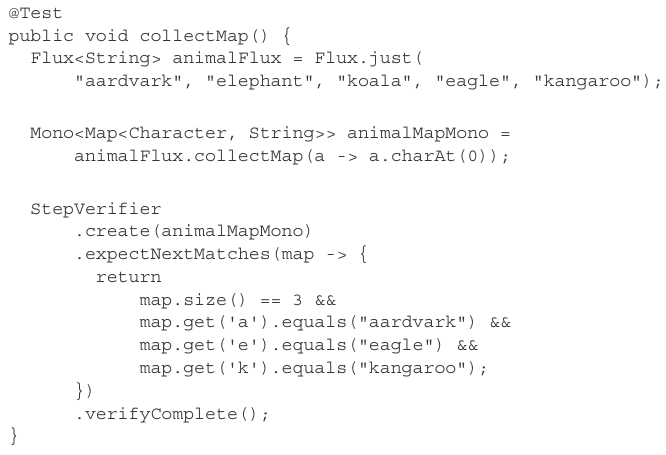 @Test
public void collectMap() {
  Flux<String> animalFlux = Flux.just(
      "aardvark", "elephant", "koala", "eagle", "kangaroo");

  Mono<Map<Character, String>> animalMapMono =
      animalFlux.collectMap(a -> a.charAt(0));

  StepVerifier
      .create(animalMapMono)
      .expectNextMatches(map -> {
        return
            map.size() == 3 &&
            map.get('a').equals("aardvark") &&
            map.get('e').equals("eagle") &&
            map.get('k').equals("kangaroo");
      })
      .verifyComplete();
}